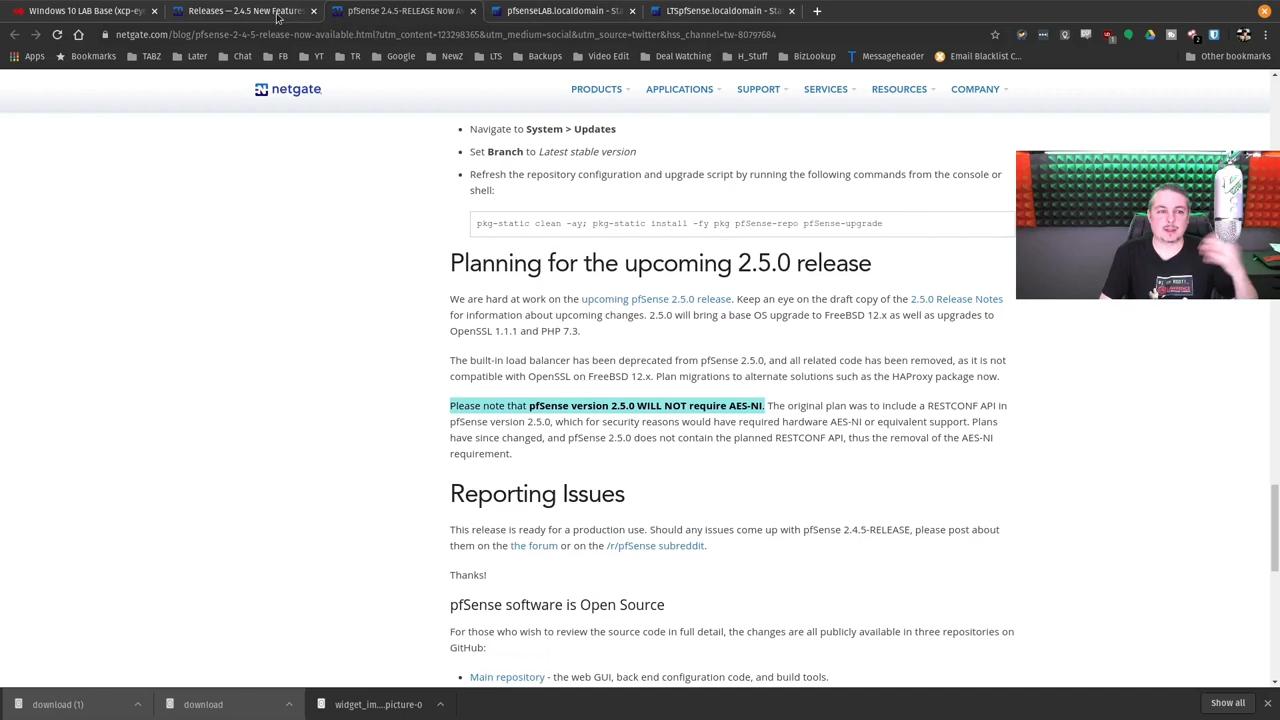 WIndows 10 LAB Base (xcp-ey
Releases — 2.4.5 New Features
pfSense 2.4.5-RELEASE Now Av
pfsenseLAB.localdomain - Sta
LTSpfSense.localdomain - Sta
netgate.com/blog/pfsense-2-4-5-release-now-available.html?utm_content=123298365&utm_medium=social&utm_source=twitter&hss_channel=tw-80797684
Apps
Bookmarks
TABZ
Later
Chat
FB
YT
TR
Google
NewZ
LTS
Backups
Video Edit
Deal Watching
H_Stuff
BizLookup
Messageheader
Email Blacklist C...
Other bookmarks
netgate
PRODUCTS
APPLICATIONS
SUPPORT
SERVICES
RESOURCES
COMPANY
• Navigate to System > Updates
• Set Branch to Latest stable version
• Refresh the repository configuration and upgrade script by running the following commands from the console or
shell:
pkg-static clean -ay; pkg-static install -fy pkg pfSense-repo pfSense-upgrade
Planning for the upcoming 2.5.0 release
We are hard at work on the upcoming pfSense 2.5.0 release. Keep an eye on the draft copy of the 2.5.0 Release Notes
for information about upcoming changes. 2.5.0 will bring a base OS upgrade to FreeBSD 12.x as well as upgrades to
OpenSSL 1.1.1 and PHP 7.3.
The built-in load balancer has been deprecated from pfSense 2.5.0, and all related code has been removed, as it is not
compatible with OpenSSL on FreeBSD 12.x. Plan migrations to alternate solutions such as the HAProxy package now.
Please note that pfSense version 2.5.0 WILL NOT require AES-NI. The original plan was to include a RESTCONF API in
pfSense version 2.5.0, which for security reasons would have required hardware AES-NI or equivalent support. Plans
have since changed, and pfSense 2.5.0 does not contain the planned RESTCONF API, thus the removal of the AES-NI
requirement.
Reporting Issues
This release is ready for a production use. Should any issues come up with pfSense 2.4.5-RELEASE, please post about
them on the the forum or on the /r/pfSense subreddit.
Thanks!
pfSense software is Open Source
For those who wish to review the source code in full detail, the changes are all publicly available in three repositories on
GitHub:
• Main repository - the web GUI, back end configuration code, and build tools.
download (1)
download
widget_im....picture-0
Show all